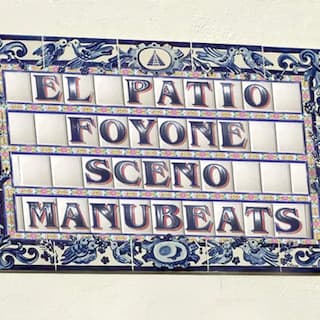 EL PATIO
FOYONE
SCENO
MANUBEATS